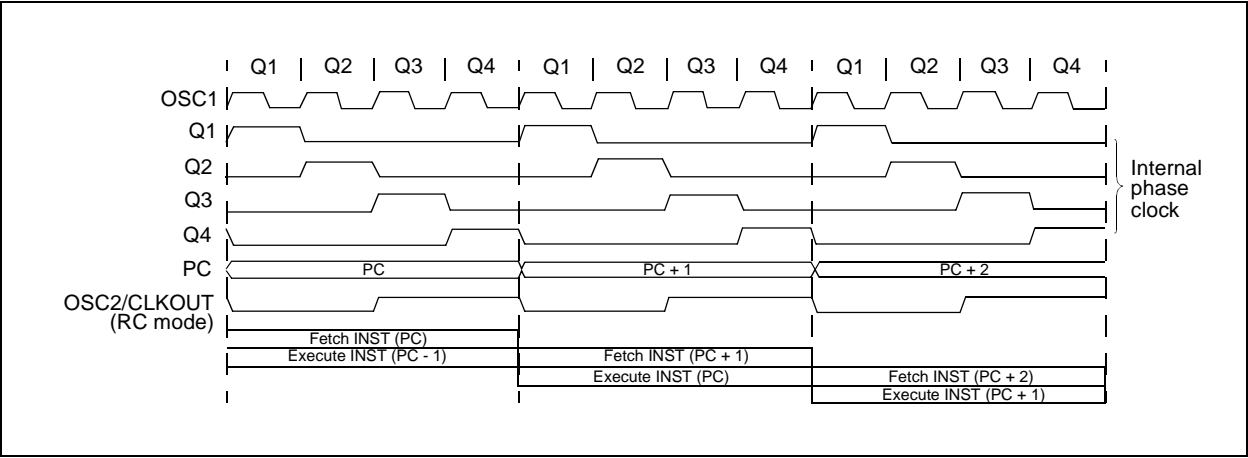 Q1 Q2 Q3 Q4 Q1 Q2 Q3 Q4 Q1 Q2 Q3 Q4
OSC1
Q1
Q2
Q3
Q4
Internal
phase
clock
PC PC PC + 1 PC + 2
OSC2/CLKOUT
(RC mode)
Fetch INST (PC)
Execute INST (PC - 1) Fetch INST (PC + 1)
Execute INST (PC) Fetch INST (PC + 2)
Execute INST (PC + 1)